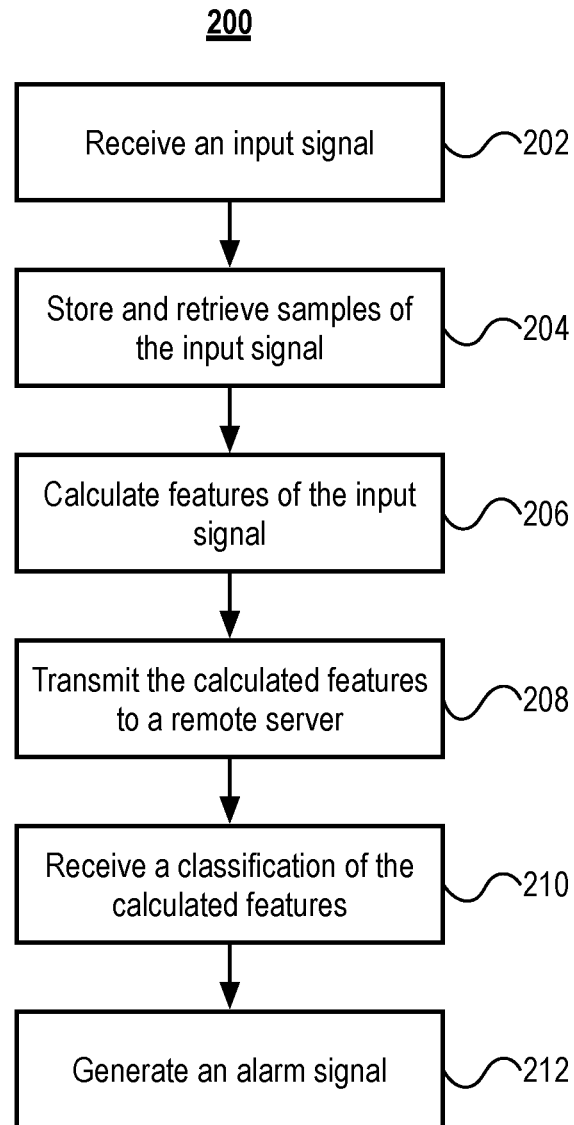 200
Receive an input signal
202
Store and retrieve samples of
the input signal
204
Calculate features of the input
signal
206
Transmit the calculated features
to a remote server
208
Receive a classification of the
calculated features
210
Generate an alarm signal
212